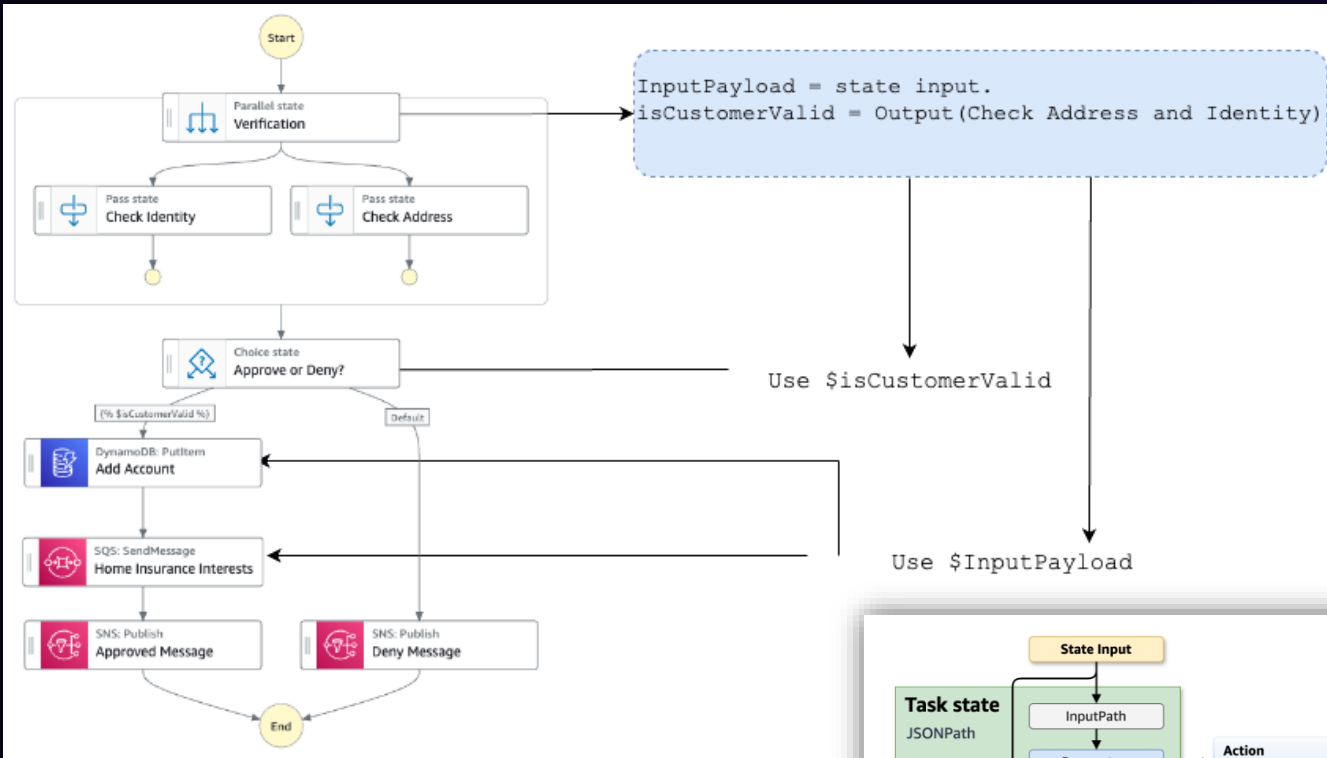 Start
Parallel state
Verification
InputPayload = state input.
isCustomerValid = Output(Check Address and Identity)
Pass state
Check Identity
Pass state
Check Address
Choice state
Approve or Deny?
Use $isCustomerValid
{% $isCustomerValid %}
Default
DynamoDB: PutItem
Add Account
SQS: SendMessage
Home Insurance Interests
Use $InputPayload
SNS: Publish
Approved Message
SNS: Publish
Deny Message
End
State Input
Task state
JSONPath
InputPath
Action